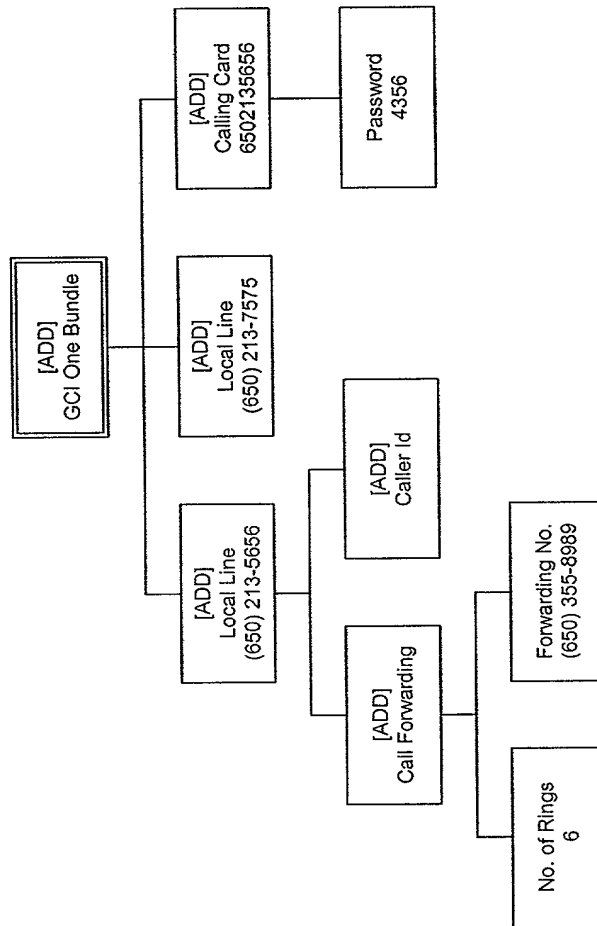 [ADD]
GCI One Bundle
[ADD]
Local Line
(650) 213-5656
[ADD]
Local Line
(650) 213-7575
[ADD]
Calling Card
6502135656
[ADD]
Call Forwarding
[ADD]
Caller Id
Password
4356
No. of Rings
6
Forwarding No.
(650) 355-8989